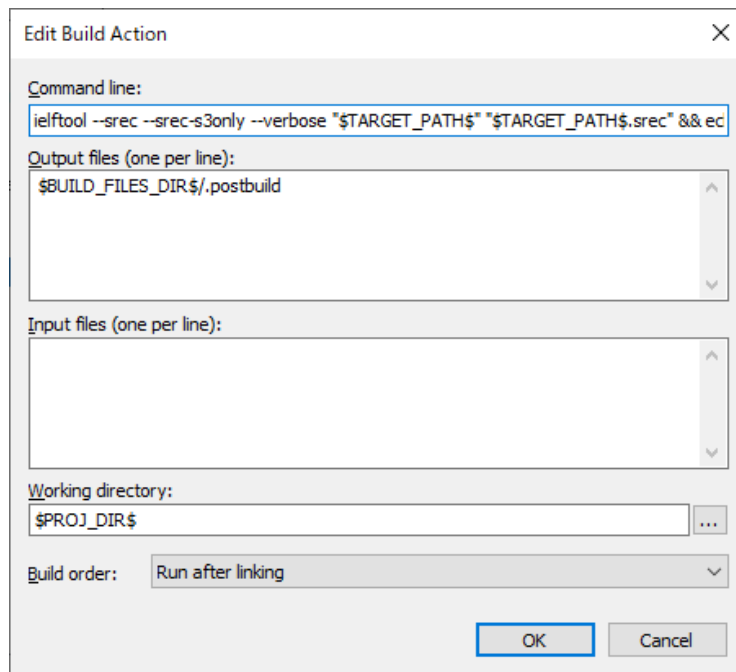 Edit Build Action
Command line:
ielftool --srec --srec-s3only --verbose "$TARGET_PATH$" "$TARGET_PATH$.srec" && ec
Output files (one per line):
$BUILD_FILES_DIR$/.postbuild
Input files (one per line):
Working directory:
$PROJ_DIR$
...
Build order:
Run after linking
OK
Cancel